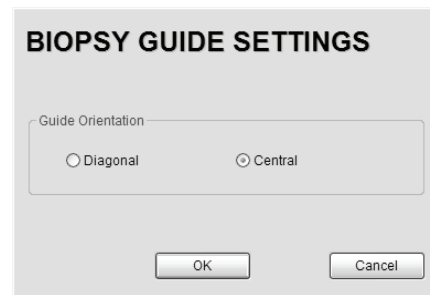 BIOPSY GUIDE SETTINGS
Guide Orientation
Diagonal Central
OK Cancel